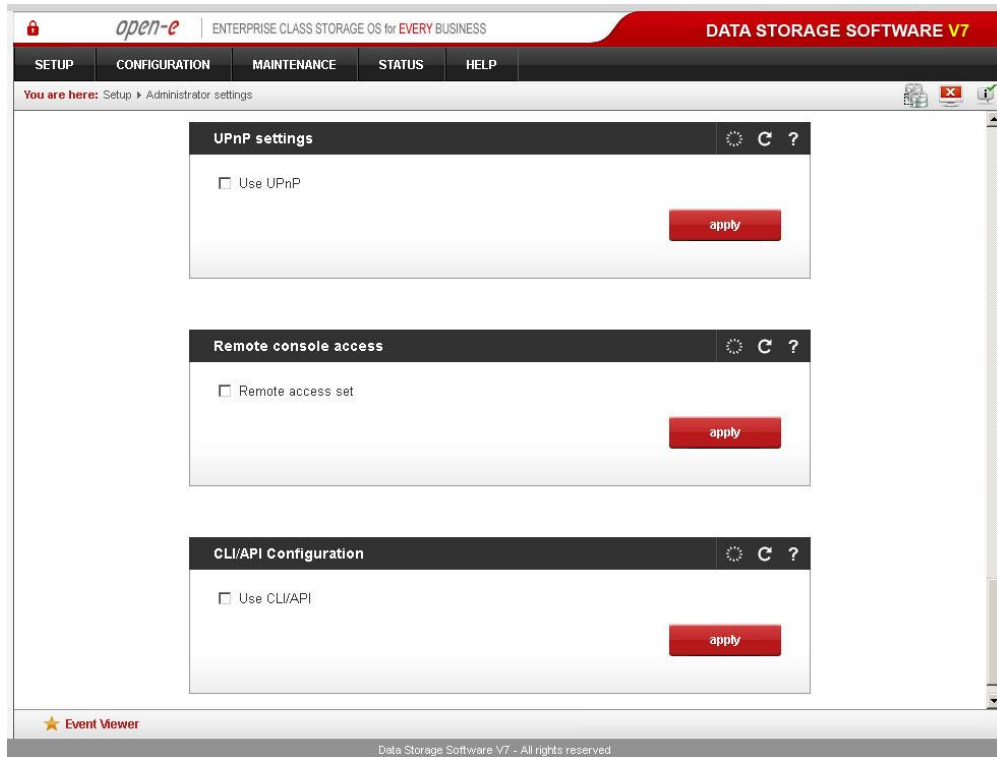 open-e ENTERPRISE CLASS STORAGE OS for EVERY BUSINESS DATA STORAGE SOFTWARE V7
SETUP CONFIGURATION MAINTENANCE STATUS HELP
You are here: Setup Administrator settings
UPnP settings
Use UPnP
apply
Remote console access
Remote access set
apply
CLI/API Configuration
Use CLI/API
apply
Event Viewer
Data Storage Software V7 - All rights reserved